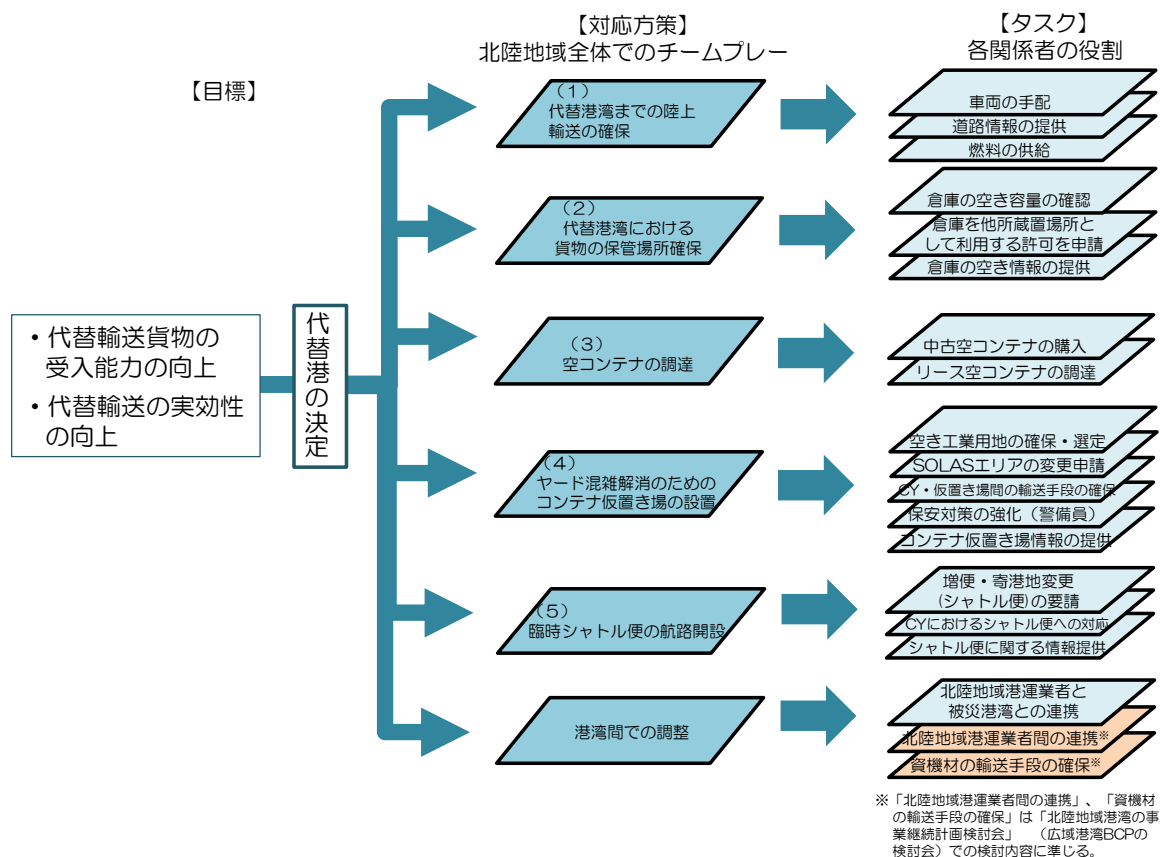 【目標】
・代替輸送貨物の
受入能力の向上
・代替輸送の実効性
の向上
代替港の決定
【対応方策】
北陸地域全体でのチームプレー
【タスク】
各関係者の役割
（１）
代替港湾までの陸上
輸送の確保
車両の手配
道路情報の提供
燃料の供給
（２）
代替港湾における
貨物の保管場所確保
倉庫の空き容量の確認
倉庫を他所蔵置場所と
して利用する許可を申請
倉庫の空き情報の提供
（３）
空コンテナの調達
中古空コンテナの購入
リース空コンテナの調達
（４）
ヤード混雑解消のための
コンテナ仮置き場の設置
空き工業用地の確保・選定
SOLASエリアの変更申請
CY・仮置き場間の輸送手段の確保
保安対策の強化（警備員）
コンテナ仮置き場情報の提供
（５）
臨時シャトル便の航路開設
増便・寄港地変更
(シャトル便)の要請
CYにおけるシャトル便への対応
シャトル便に関する情報提供
港湾間での調整
北陸地域港運業者と
被災港湾との連携
北陸地域港運業者間の連携※
資機材の輸送手段の確保※
※「北陸地域港運業者間の連携」、「資機材
の輸送手段の確保」は「北陸地域港湾の事
業継続計画検討会」　（広域港湾BCPの
検討会）での検討内容に準じる。